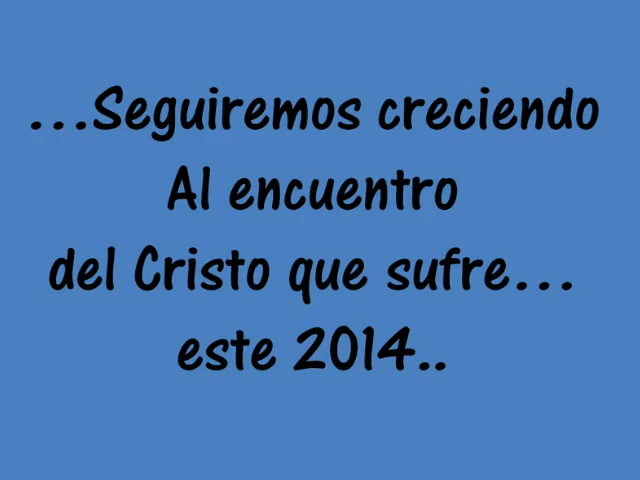 ...Seguiremos creciendo
Al encuentro
del Cristo que sufre...
este 2014..